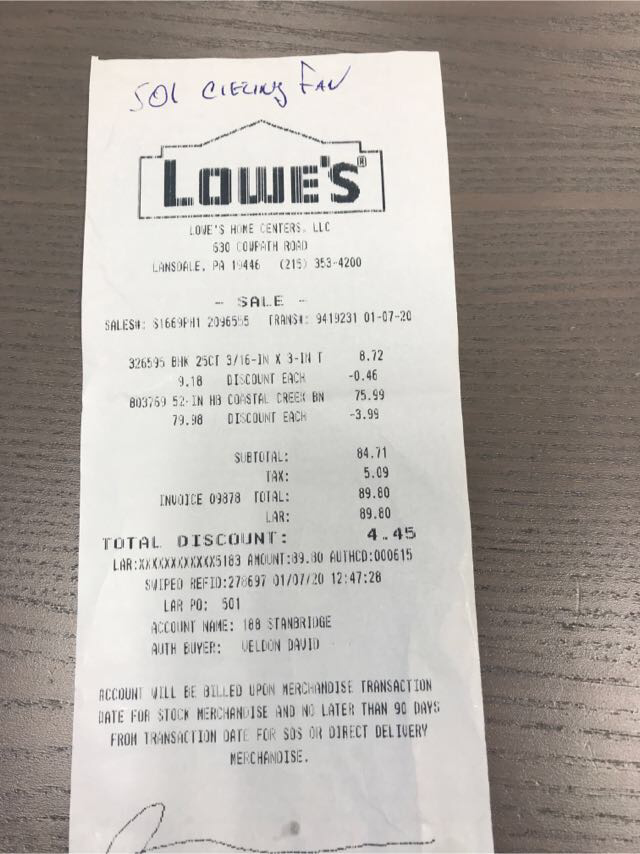 501 CIEZING FAN
LOWE'S®
LOWE'S HOME CENTERS, LLC
630 COWPATH ROAD
LANSDALE, PA 19446 (215) 353-4200
- SALE -
SALES#: S1669PH1 2096555 TRANS#: 9419231 01-07-20
326595 BHK 25CT 3/16-IN X 3-IN T 8.72
9.18 DISCOUNT EACH -0.46
803769 52-IN HB COASTAL CREEK BN 75.99
79.98 DISCOUNT EACH -3.99
SUBTOTAL: 84.71
TAX: 5.09
INVOICE 09878 TOTAL: 89.80
LAR: 89.80
TOTAL DISCOUNT: 4.45
LAR:XXXXXXXXXXXX5183 AMOUNT:89.80 AUTHCD:000615
SWIPED REFID:278697 01/07/20 12:47:28
LAR PO: 501
ACCOUNT NAME: 188 STANBRIDGE
AUTH BUYER: VELDON DAVID
ACCOUNT WILL BE BILLED UPON MERCHANDISE TRANSACTION
DATE FOR STOCK MERCHANDISE AND NO LATER THAN 90 DAYS
FROM TRANSACTION DATE FOR SOS OR DIRECT DELIVERY
MERCHANDISE.